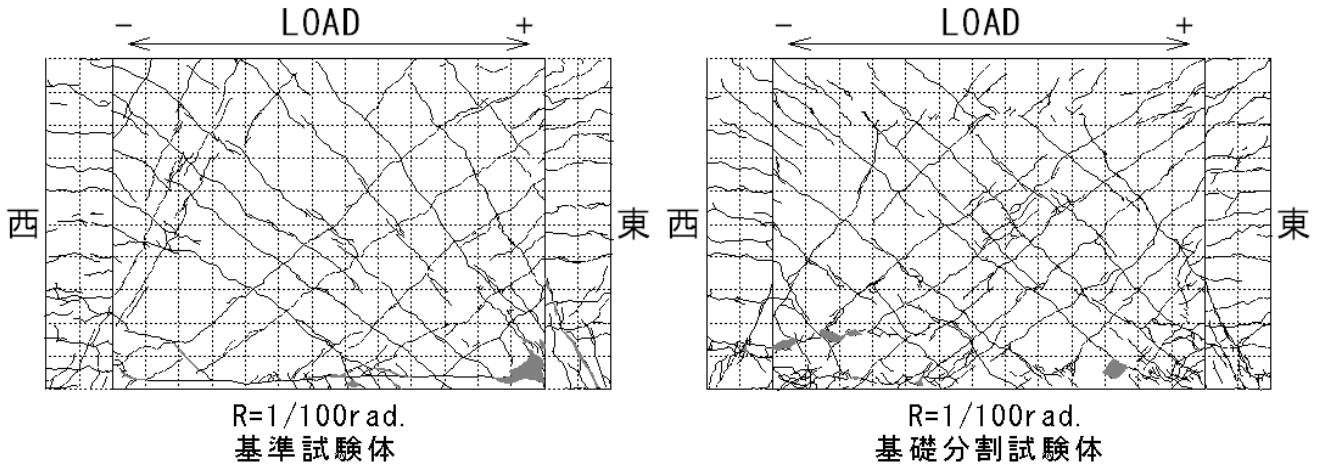 LOAD
- +
西 東
R=1/100rad.
基準試験体
LOAD
- +
西 東
R=1/100rad.
基礎分割試験体